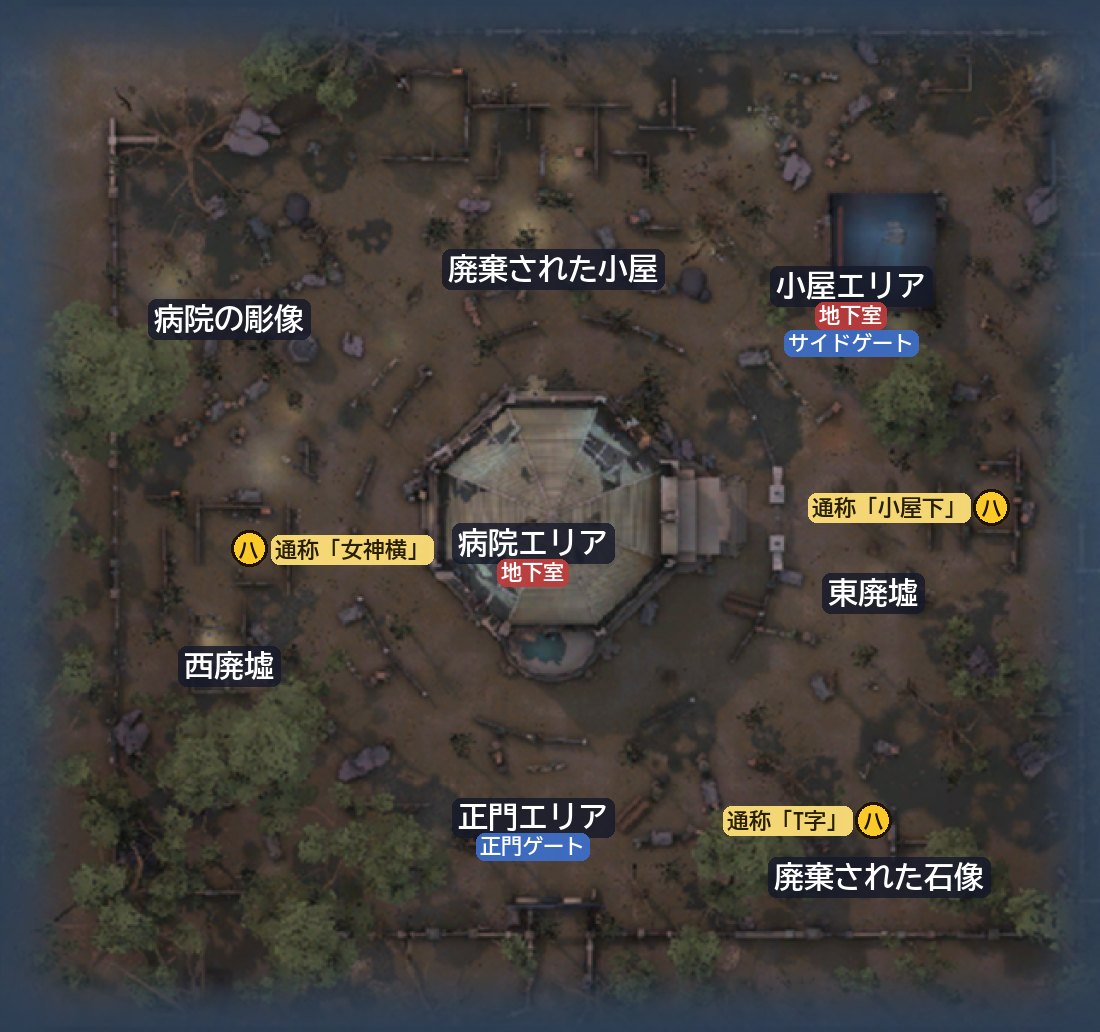 廃棄された小屋
小屋エリア
地下室
サイドゲート
病院の彫像
通称「小屋下」
ハ
ハ
通称「女神横」
病院エリア
地下室
東廃墟
西廃墟
正門エリア
正門ゲート
通称「T字」
ハ
廃棄された石像